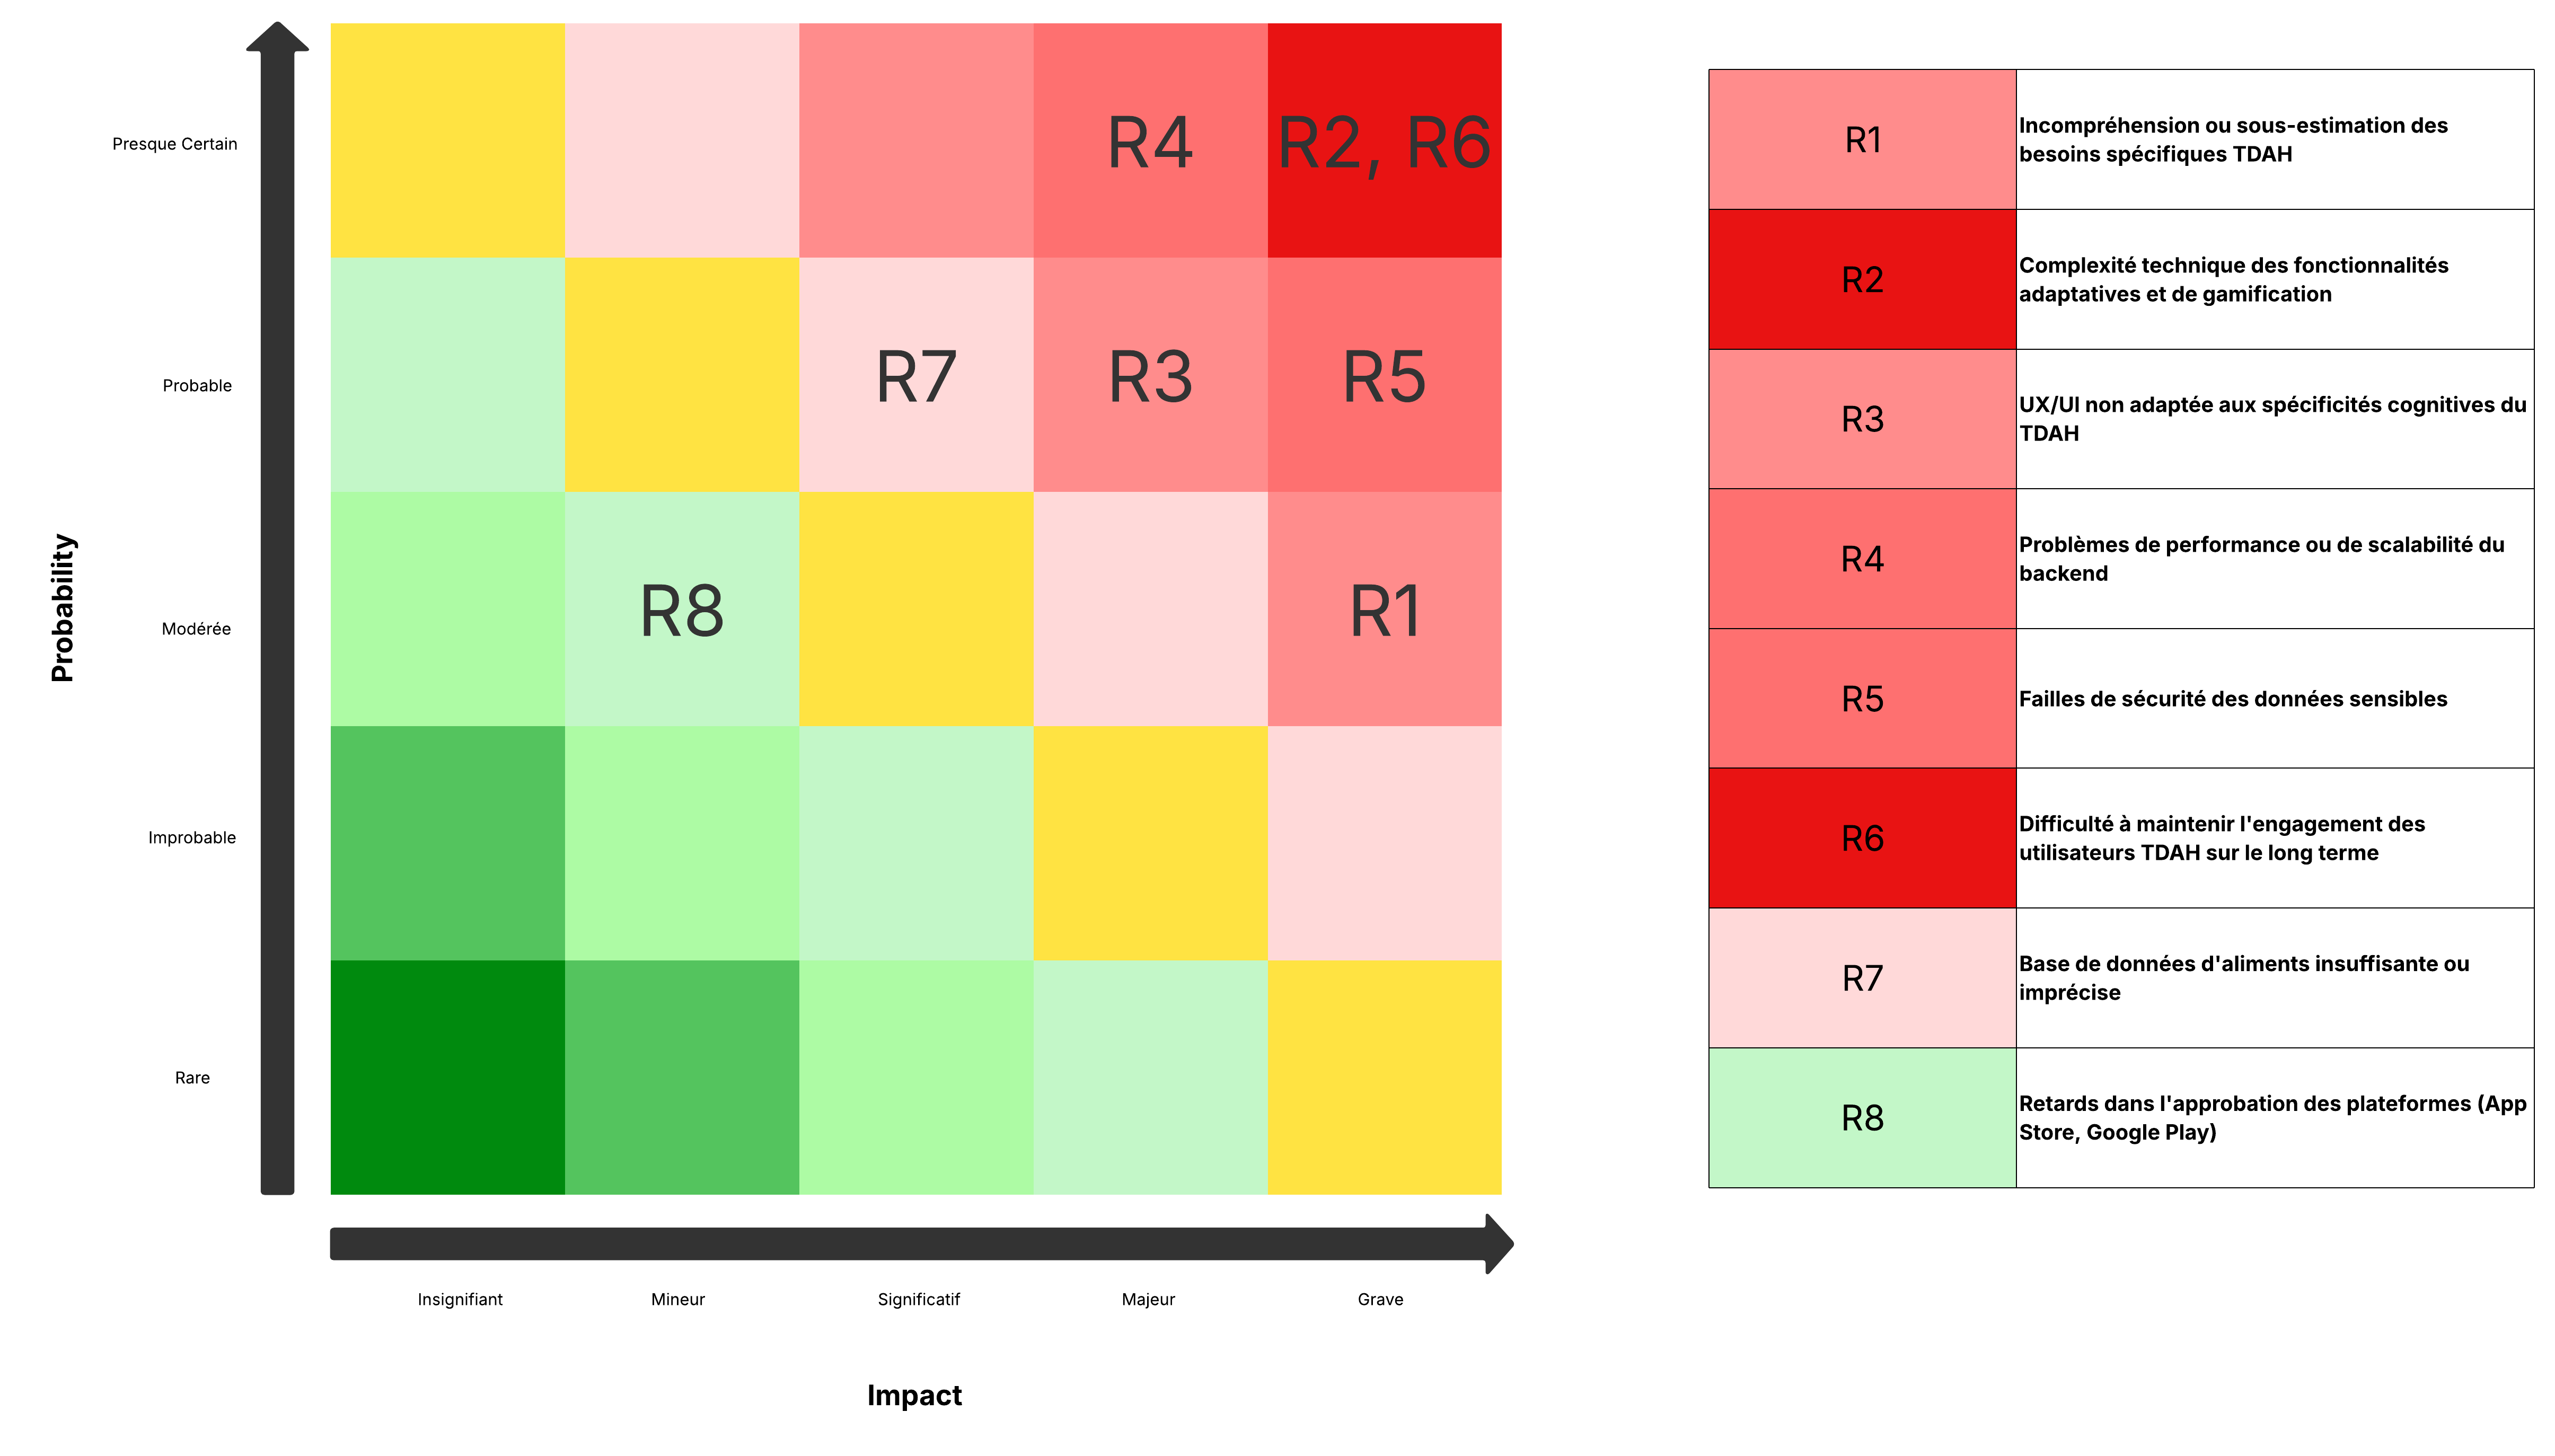 Probability
Presque Certain
Probable
Modérée
Improbable
Rare
R4
R2, R6
R7
R3
R5
R8
R1
Insignifiant
Mineur
Significatif
Majeur
Grave
Impact
R1
Incompréhension ou sous-estimation des
besoins spécifiques TDAH
R2
Complexité technique des fonctionnalités
adaptatives et de gamification
R3
UX/UI non adaptée aux spécificités cognitives du
TDAH
R4
Problèmes de performance ou de scalabilité du
backend
R5
Failles de sécurité des données sensibles
R6
Difficulté à maintenir l'engagement des
utilisateurs TDAH sur le long terme
R7
Base de données d'aliments insuffisante ou
imprécise
R8
Retards dans l'approbation des plateformes (App
Store, Google Play)